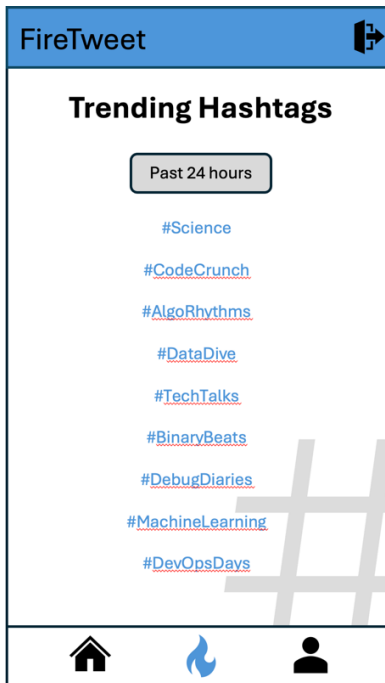 FireTweet
Trending Hashtags
Past 24 hours
#Science
#CodeCrunch
#AlgoRhythms
#DataDive
#TechTalks
#BinaryBeats
#DebugDiaries
#MachineLearning
#DevOpsDays
#